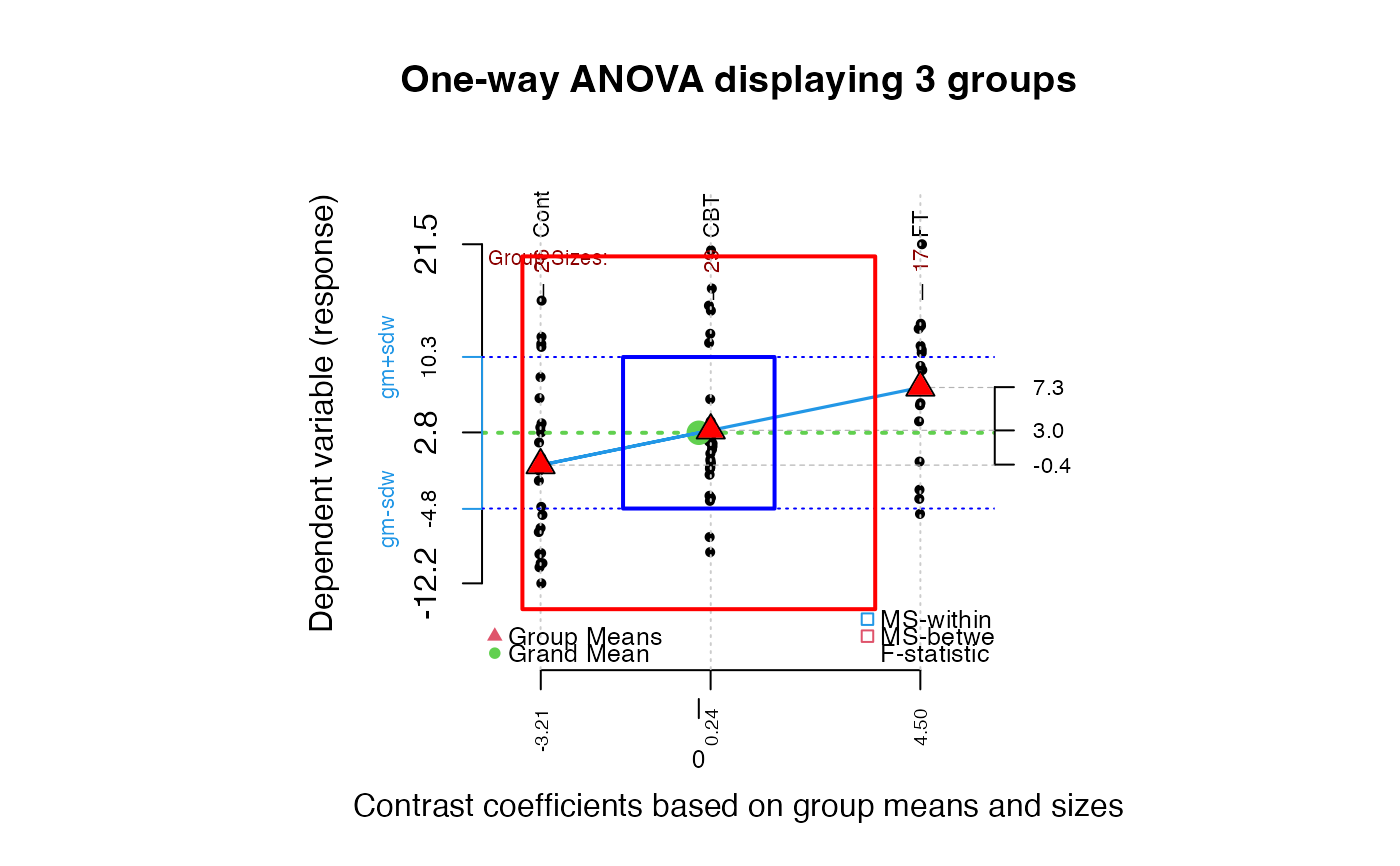 One-way ANOVA displaying 3 groups
Cont
CBT
FT
Group Sizes:
29
17
Dependent variable (response)
21.5
10.3
2.8
-4.8
-12.2
gm+sdw
gm-sdw
7.3
3.0
-0.4
Group Means
Grand Mean
MS-within
MS-betwe
F-statistic
-3.21
0.24
4.50
0
Contrast coefficients based on group means and sizes